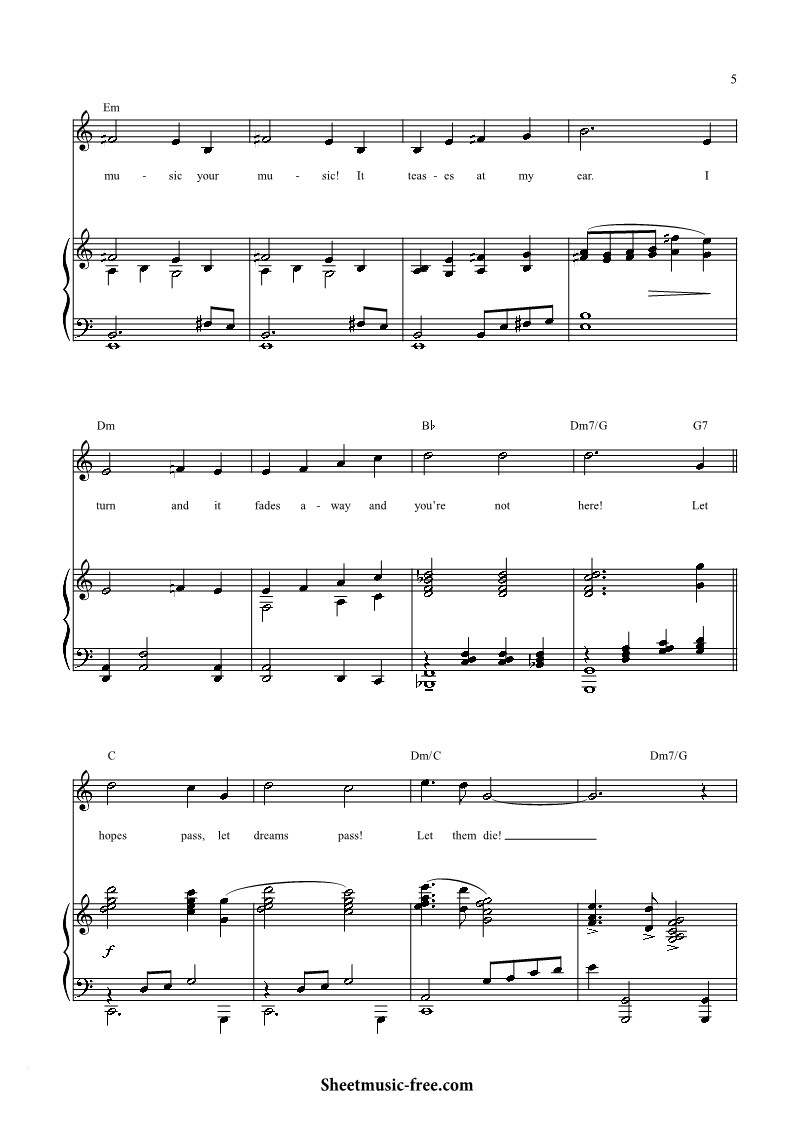 5
Em
mu - sic your mu - sic! It teas - es at my ear. I
Dm B♭ Dm7/G G7
turn and it fades a - way and you're not here! Let
C Dm/C Dm7/G
hopes pass, let dreams pass! Let them die!
f
Sheetmusic-free.com